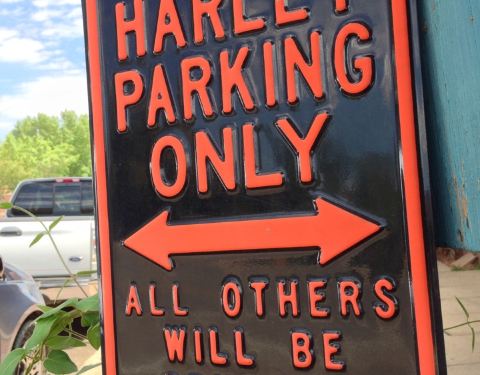 HARLEY
PARKING
ONLY
ALL OTHERS
WILL BE